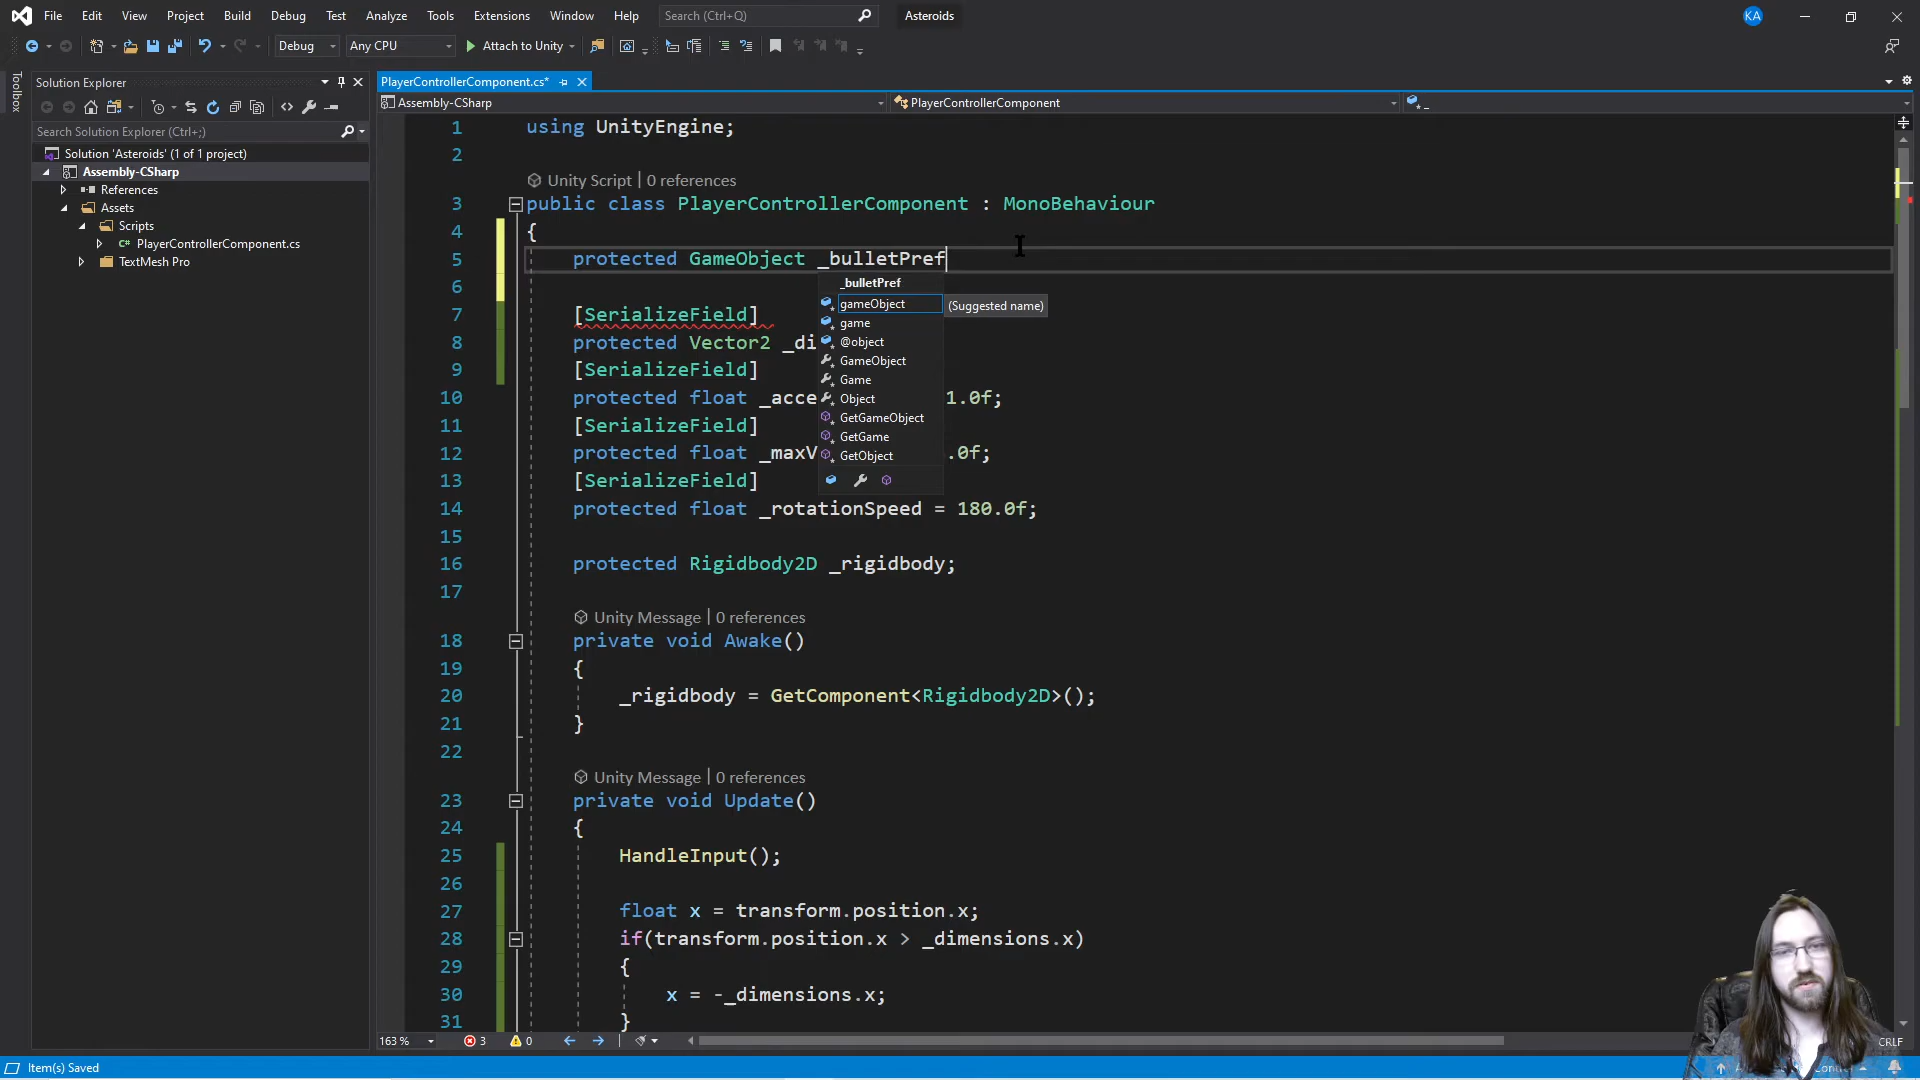 File Edit View Project Build Debug Test Analyze Tools Extensions Window Help Search (Ctrl+Q) Asteroids KA
Debug Any CPU Attach to Unity
Toolbox
Solution Explorer
Search Solution Explorer (Ctrl+;)
Solution 'Asteroids' (1 of 1 project)
Assembly-CSharp
References
Assets
Scripts
C# PlayerControllerComponent.cs
TextMesh Pro
PlayerControllerComponent.cs*
Assembly-CSharp PlayerControllerComponent _
1 using UnityEngine;
2
Unity Script | 0 references
3 public class PlayerControllerComponent : MonoBehaviour
4 {
5 protected GameObject _bulletPref
6
7 [SerializeField]
8 protected Vector2 _di
9 [SerializeField]
10 protected float _acce 1.0f;
11 [SerializeField]
12 protected float _maxV .0f;
13 [SerializeField]
14 protected float _rotationSpeed = 180.0f;
15
16 protected Rigidbody2D _rigidbody;
17
Unity Message | 0 references
18 private void Awake()
19 {
20 _rigidbody = GetComponent<Rigidbody2D>();
21 }
22
Unity Message | 0 references
23 private void Update()
24 {
25 HandleInput();
26
27 float x = transform.position.x;
28 if(transform.position.x > _dimensions.x)
29 {
30 x = -_dimensions.x;
31 }
_bulletPref
gameObject (Suggested name)
game
@object
GameObject
Game
Object
GetGameObject
GetGame
GetObject
163 % 3 0 CRLF
Item(s) Saved